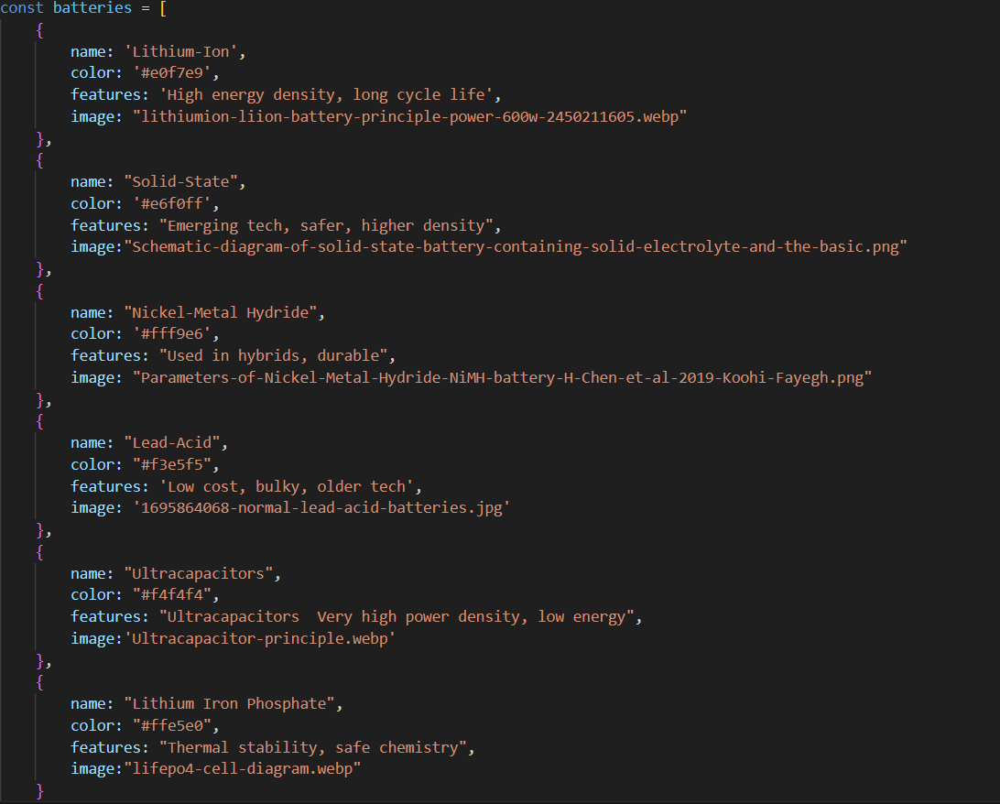 const batteries = [
    {
        name: 'Lithium-Ion',
        color: '#e0f7e9',
        features: 'High energy density, long cycle life',
        image: "lithiumion-liion-battery-principle-power-600w-2450211605.webp"
    },
    {
        name: "Solid-State",
        color: '#e6f0ff',
        features: "Emerging tech, safer, higher density",
        image:"Schematic-diagram-of-solid-state-battery-containing-solid-electrolyte-and-the-basic.png"
    },
    {
        name: "Nickel-Metal Hydride",
        color: '#fff9e6',
        features: "Used in hybrids, durable",
        image: "Parameters-of-Nickel-Metal-Hydride-NiMH-battery-H-Chen-et-al-2019-Koohi-Fayegh.png"
    },
    {
        name: "Lead-Acid",
        color: "#f3e5f5",
        features: 'Low cost, bulky, older tech',
        image: '1695864068-normal-lead-acid-batteries.jpg'
    },
    {
        name: "Ultracapacitors",
        color: "#f4f4f4",
        features: "Ultracapacitors  Very high power density, low energy",
        image:'Ultracapacitor-principle.webp'
    },
    {
        name: "Lithium Iron Phosphate",
        color: "#ffe5e0",
        features: "Thermal stability, safe chemistry",
        image:"lifepo4-cell-diagram.webp"
    }